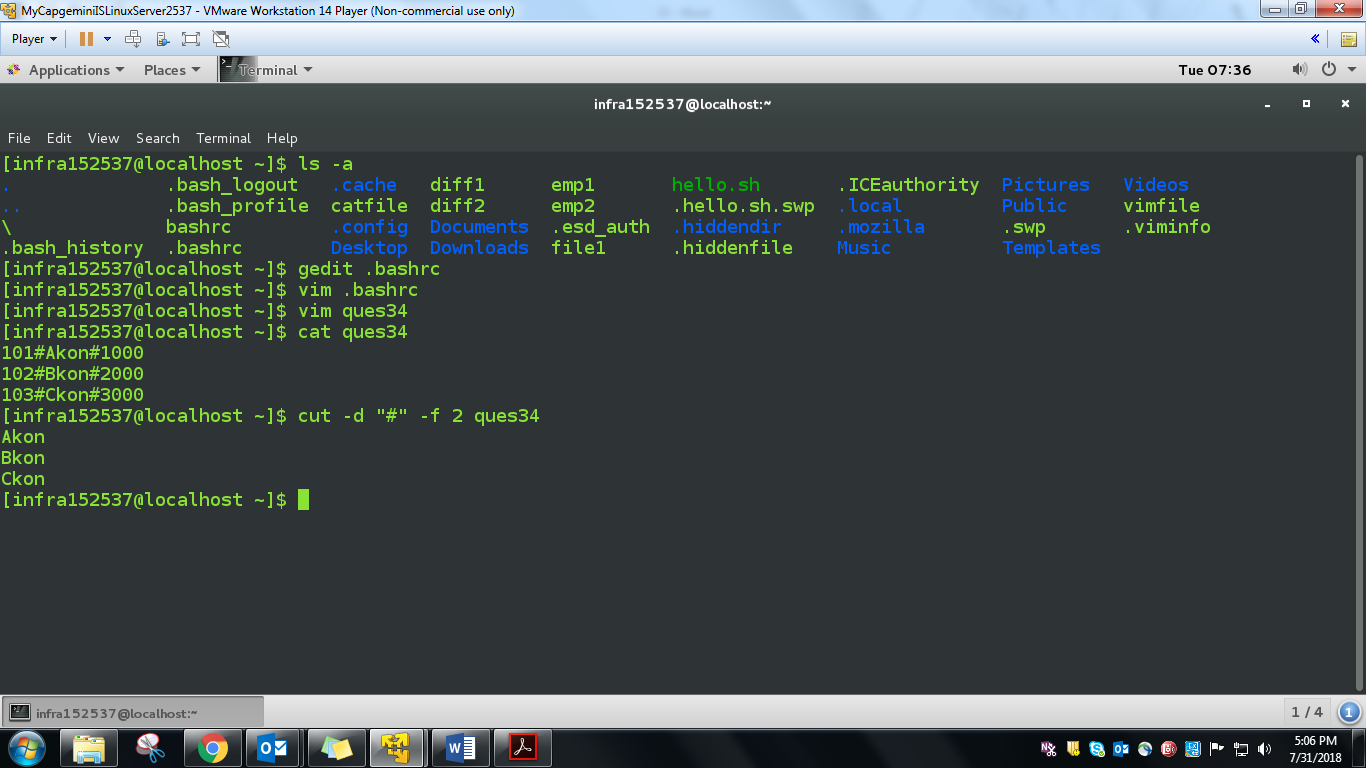 MyCapgeminiISLinuxServer2537 - VMware Workstation 14 Player (Non-commercial use only)
Player
Applications Places Terminal Tue 07:36
infra152537@localhost:~
File Edit View Search Terminal Help
[infra152537@localhost ~]$ ls -a
. .bash_logout .cache diff1 emp1 hello.sh .ICEauthority Pictures Videos
.. .bash_profile catfile diff2 emp2 .hello.sh.swp .local Public vimfile
\ bashrc .config Documents .esd_auth .hiddendir .mozilla .swp .viminfo
.bash_history .bashrc Desktop Downloads file1 .hiddenfile Music Templates
[infra152537@localhost ~]$ gedit .bashrc
[infra152537@localhost ~]$ vim .bashrc
[infra152537@localhost ~]$ vim ques34
[infra152537@localhost ~]$ cat ques34
101#Akon#1000
102#Bkon#2000
103#Ckon#3000
[infra152537@localhost ~]$ cut -d "#" -f 2 ques34
Akon
Bkon
Ckon
[infra152537@localhost ~]$
infra152537@localhost:~ 1 / 4 1
5:06 PM
7/31/2018